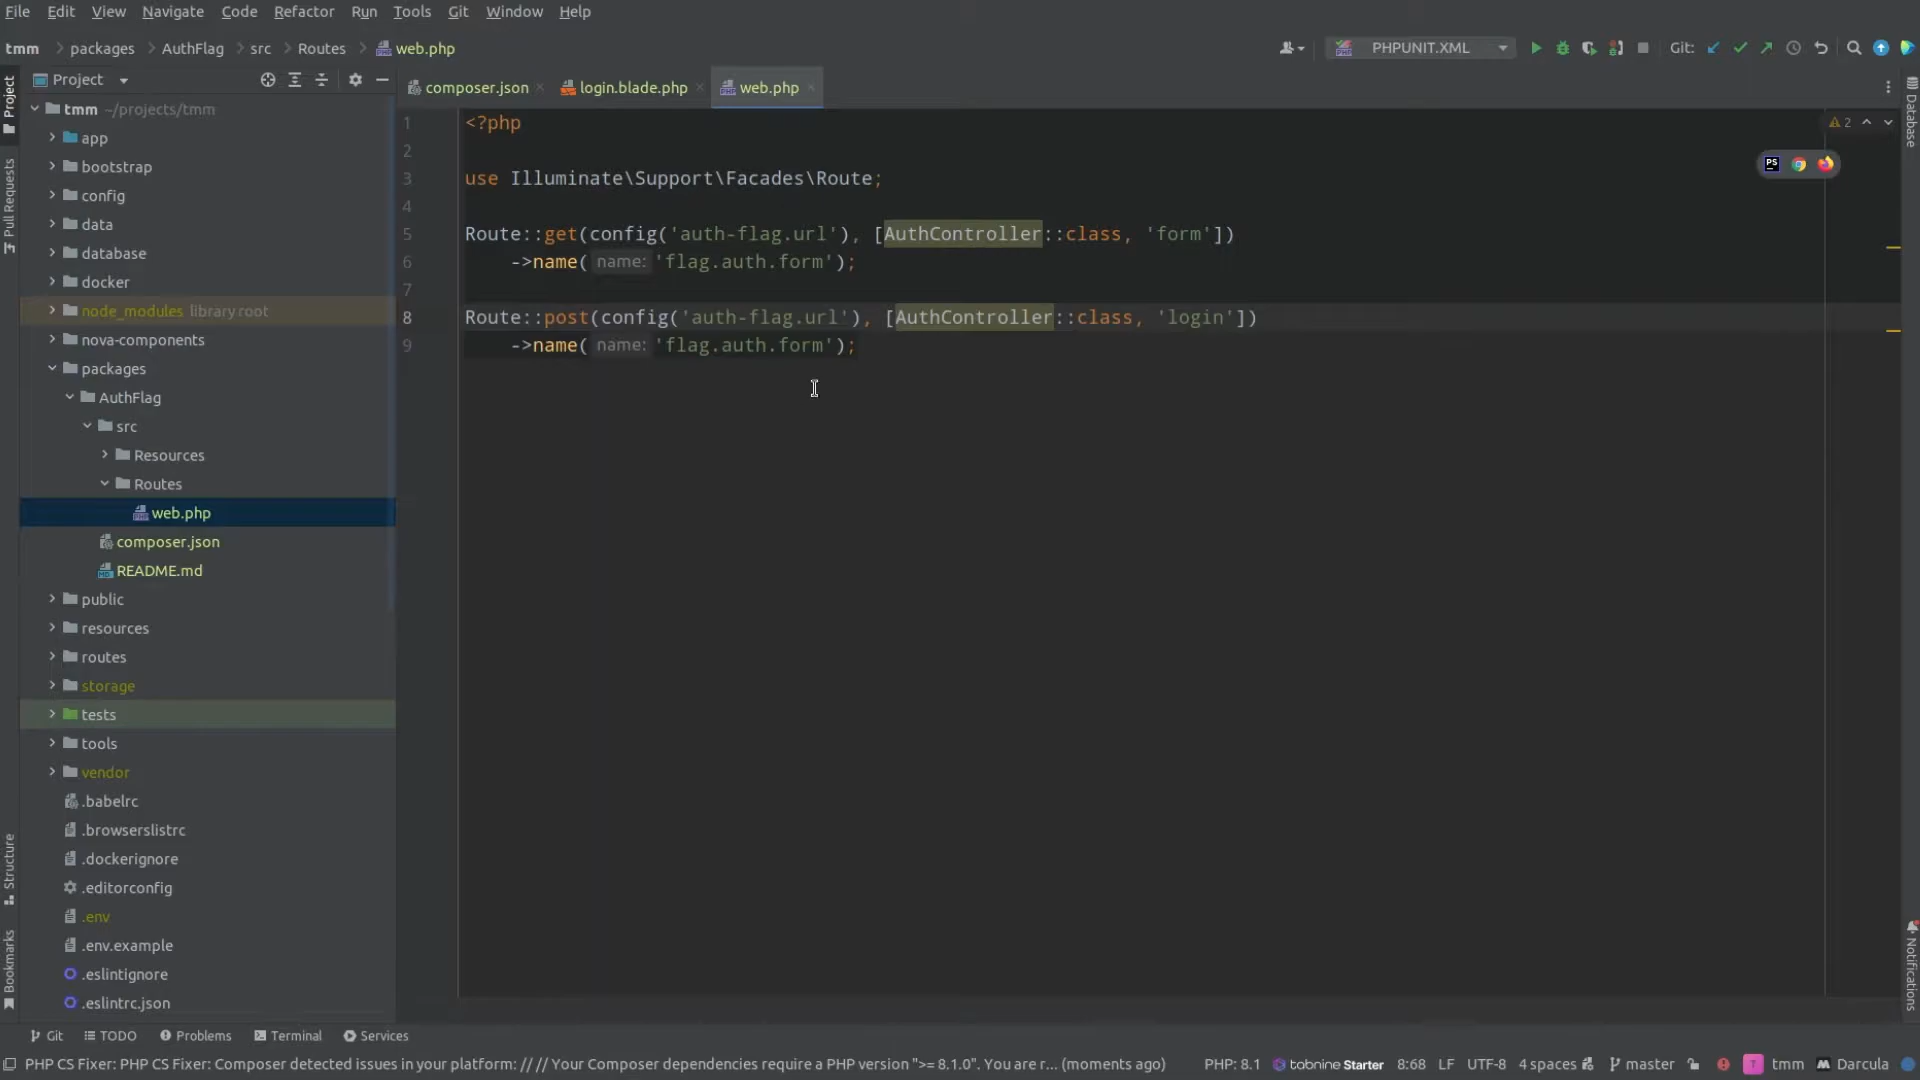 File Edit View Navigate Code Refactor Run Tools Git Window Help
tmm packages AuthFlag src Routes web.php
PHPUNIT.XML
Git:
Project
composer.json
login.blade.php
web.php
Project
Pull Requests
Structure
Bookmarks
tmm ~/projects/tmm
app
bootstrap
config
data
database
docker
node_modules library root
nova-components
packages
AuthFlag
src
Resources
Routes
web.php
composer.json
README.md
public
resources
routes
storage
tests
tools
vendor
.babelrc
.browserslistrc
.dockerignore
.editorconfig
.env
.env.example
.eslintignore
.eslintrc.json
1 <?php
2
3 use Illuminate\Support\Facades\Route;
4
5 Route::get(config('auth-flag.url'), [AuthController::class, 'form'])
6 ->name( name: 'flag.auth.form');
7
8 Route::post(config('auth-flag.url'), [AuthController::class, 'login'])
9 ->name( name: 'flag.auth.form');
2
PS
Database
Notifications
Git TODO Problems Terminal Services
PHP CS Fixer: PHP CS Fixer: Composer detected issues in your platform: // // Your Composer dependencies require a PHP version ">= 8.1.0". You are r... (moments ago)
PHP: 8.1 tabnine Starter 8:68 LF UTF-8 4 spaces master T tmm Darcula